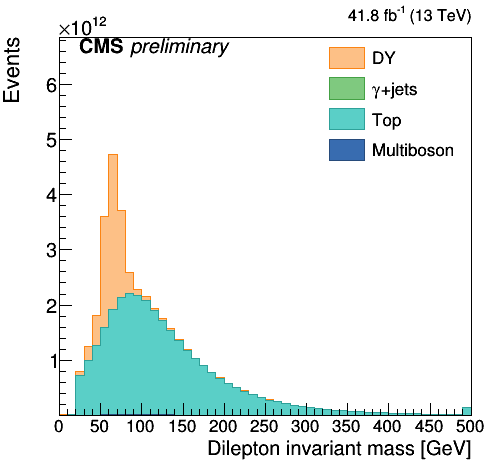 41.8 fb⁻¹ (13 TeV)
×10¹²
CMS preliminary
Events
DY
γ+jets
Top
Multiboson
6
5
4
3
2
1
0 50 100 150 200 250 300 350 400 450 500
Dilepton invariant mass [GeV]